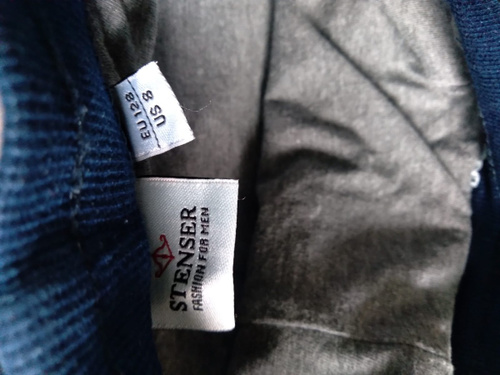 EU 128
US 8
STENSER
FASHION FOR MEN